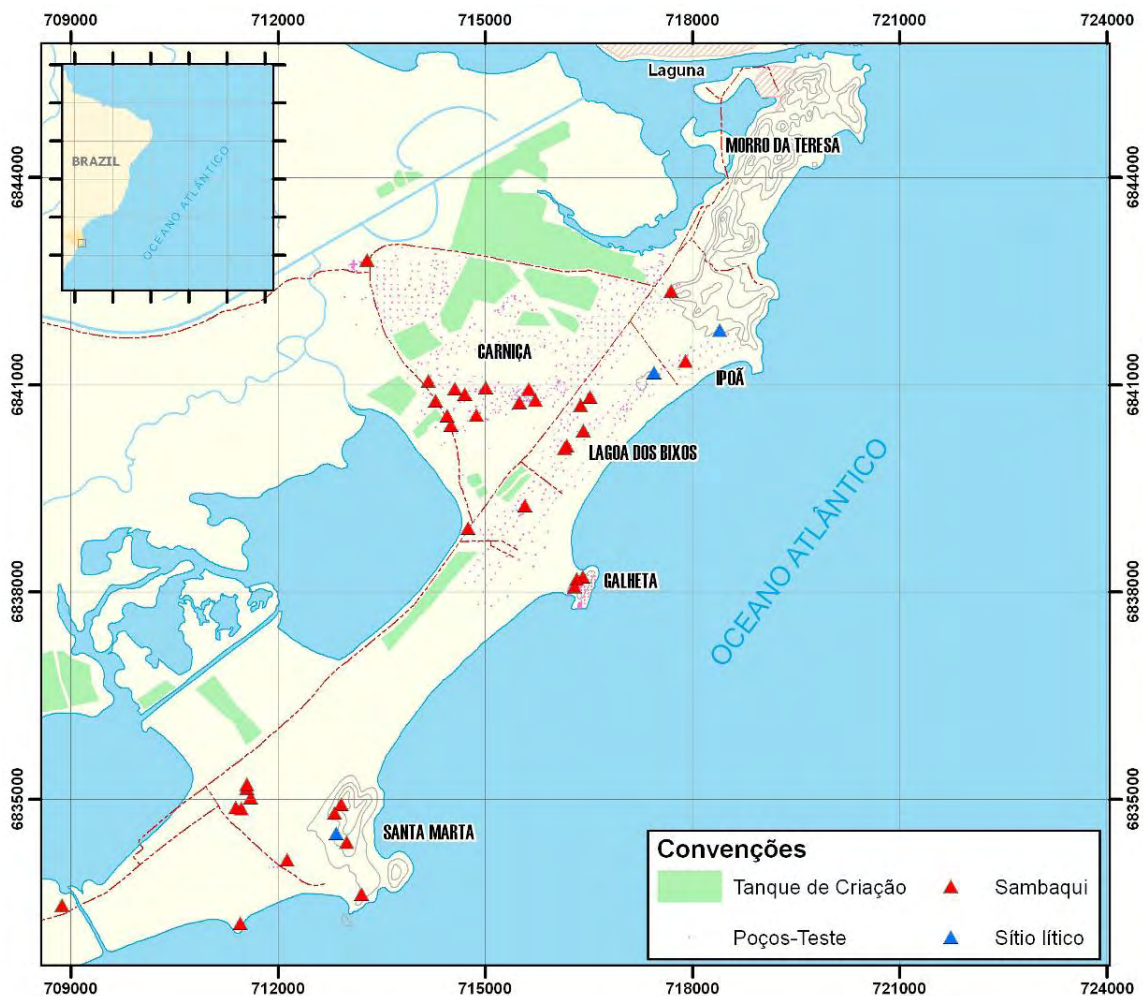 709000 712000 715000 718000 721000 724000
Laguna
BRAZIL
OCEANO ATLÂNTICO
MORRO DA TERESA
6844000 6844000
CARNIÇA
IPOÃ
6841000 6841000
LAGOA DOS BIXOS
OCEANO ATLÂNTICO
GALHETA
6838000 6838000
6835000 6835000
SANTA MARTA
Convenções
Tanque de Criação Sambaqui
Poços-Teste Sítio lítico
709000 712000 715000 718000 721000 724000